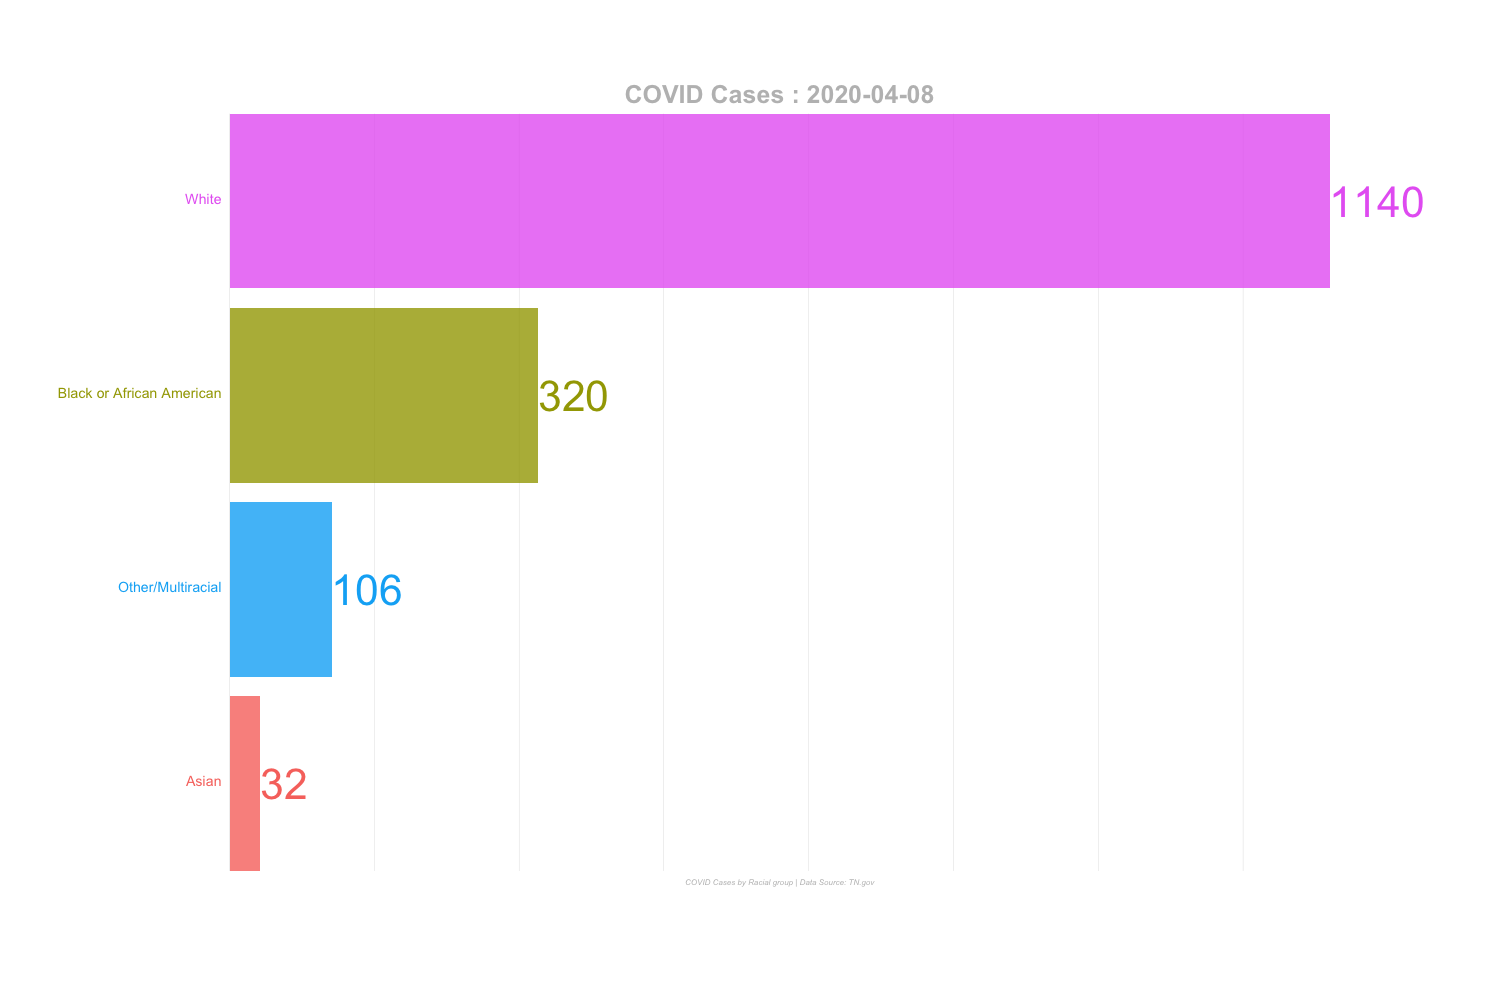 COVID Cases : 2020-04-08
White 1140
Black or African American 320
Other/Multiracial 106
Asian 32
COVID Cases by Racial group | Data Source: TN.gov